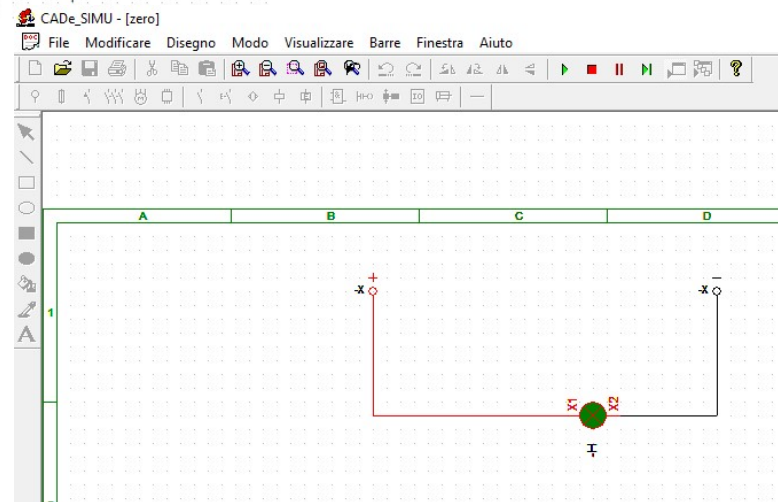 CADe_SIMU - [zero]
File Modificare Disegno Modo Visualizzare Barre Finestra Aiuto
A B C D
+ −
-X -X
1
X1 X2
-H